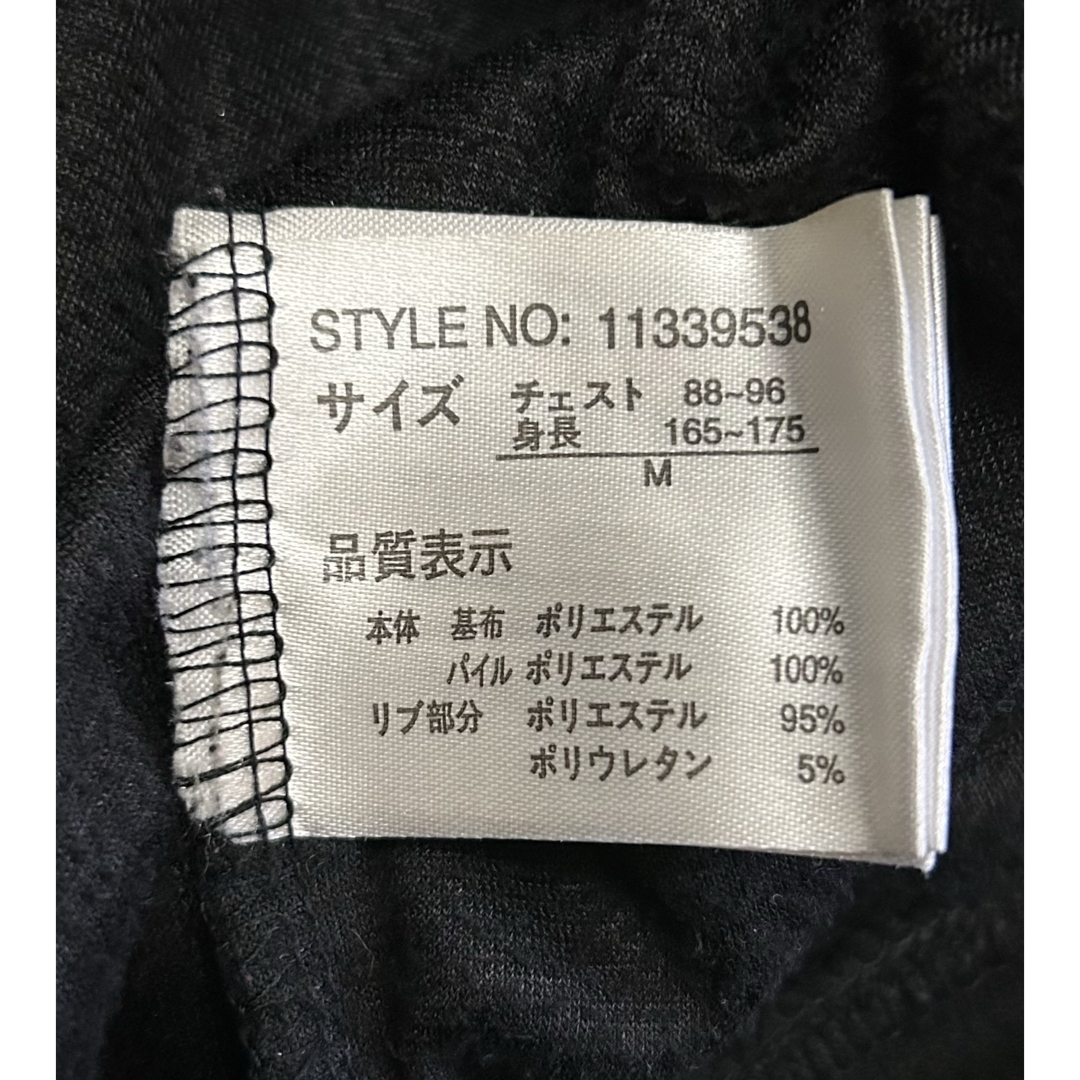 STYLE NO: 11339538
サイズ チェスト 88~96
身長 165~175
M
品質表示
本体 基布 ポリエステル 100%
パイル ポリエステル 100%
リブ部分 ポリエステル 95%
ポリウレタン 5%